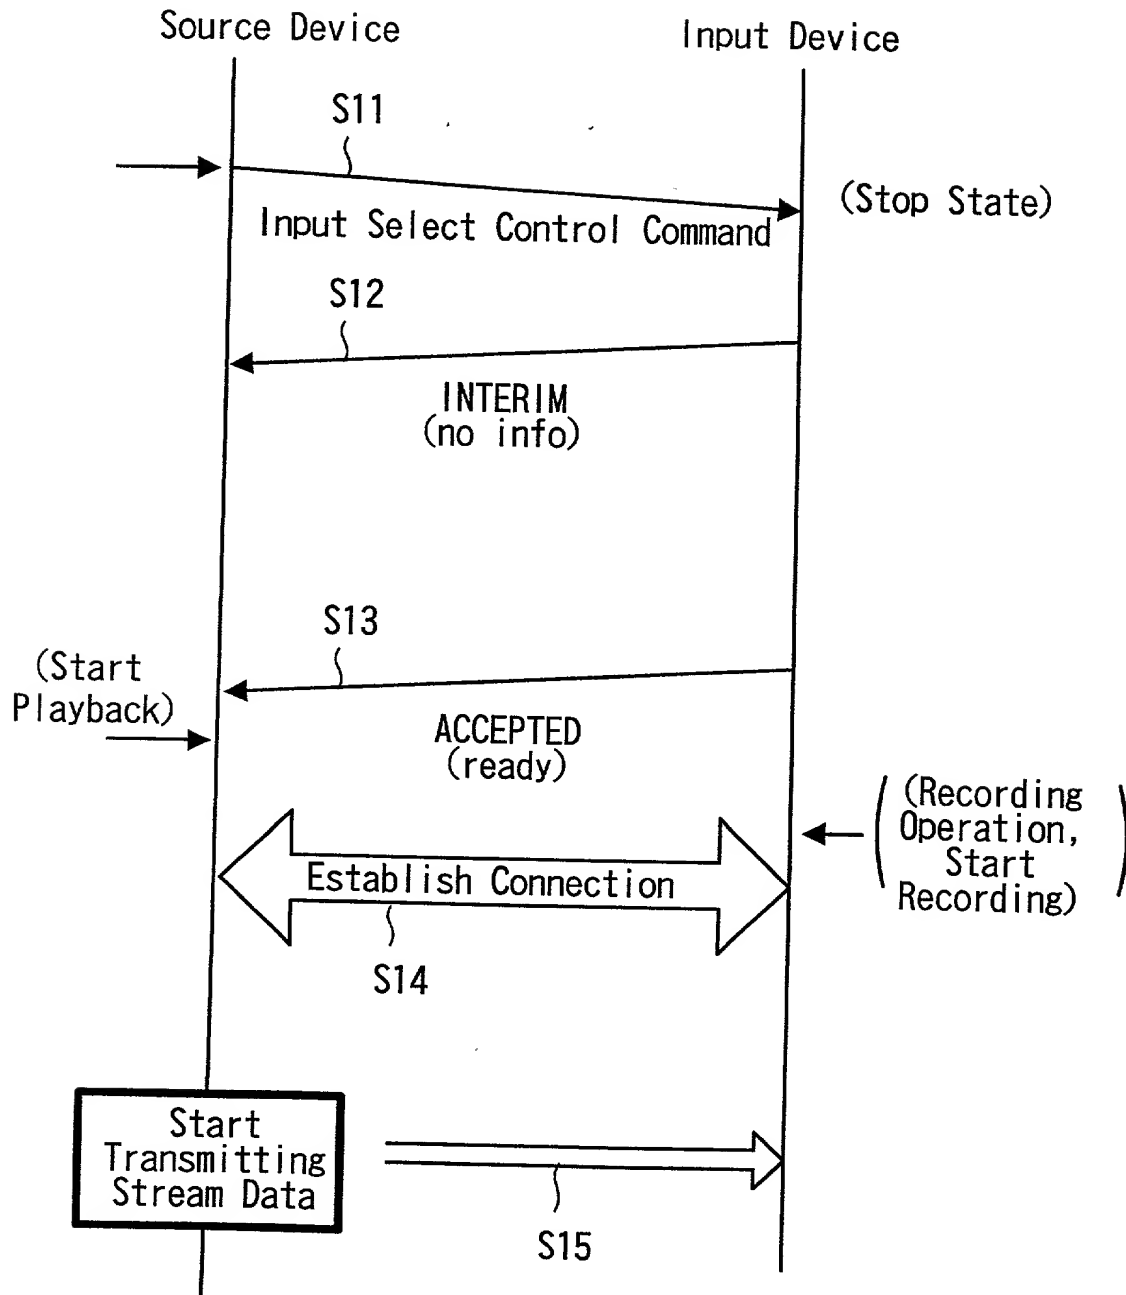 Source Device
Input Device
S11
(Stop State)
Input Select Control Command
S12
INTERIM
(no info)
S13
(Start
Playback)
ACCEPTED
(ready)
(Recording
Operation,
Start
Recording)
Establish Connection
S14
Start
Transmitting
Stream Data
S15